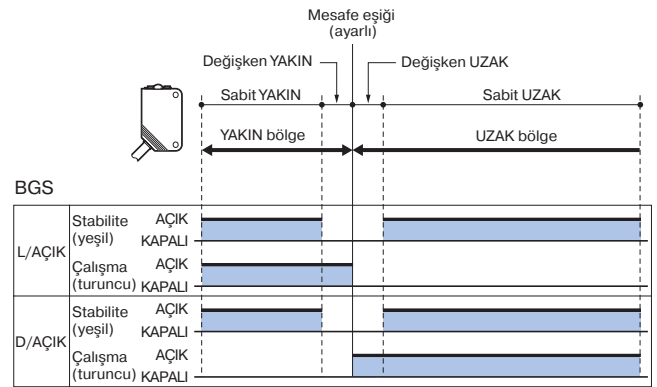 Mesafe eşiği
(ayarlı)
Değişken YAKIN
Değişken UZAK
Sabit YAKIN
Sabit UZAK
YAKIN bölge
UZAK bölge
BGS
L/AÇIK
Stabilite
(yeşil)
AÇIK
KAPALI
Çalışma
(turuncu)
AÇIK
KAPALI
D/AÇIK
Stabilite
(yeşil)
AÇIK
KAPALI
Çalışma
(turuncu)
AÇIK
KAPALI